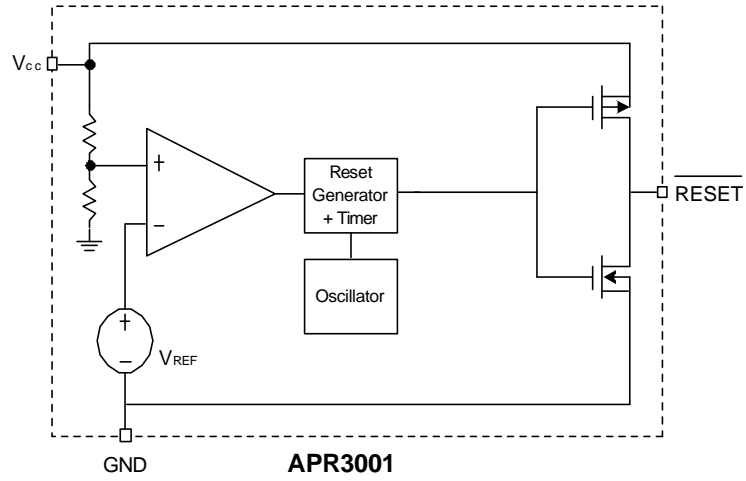 Vcc
+
−
Reset
Generator
+ Timer
RESET
Oscillator
+
−
VREF
GND
APR3001